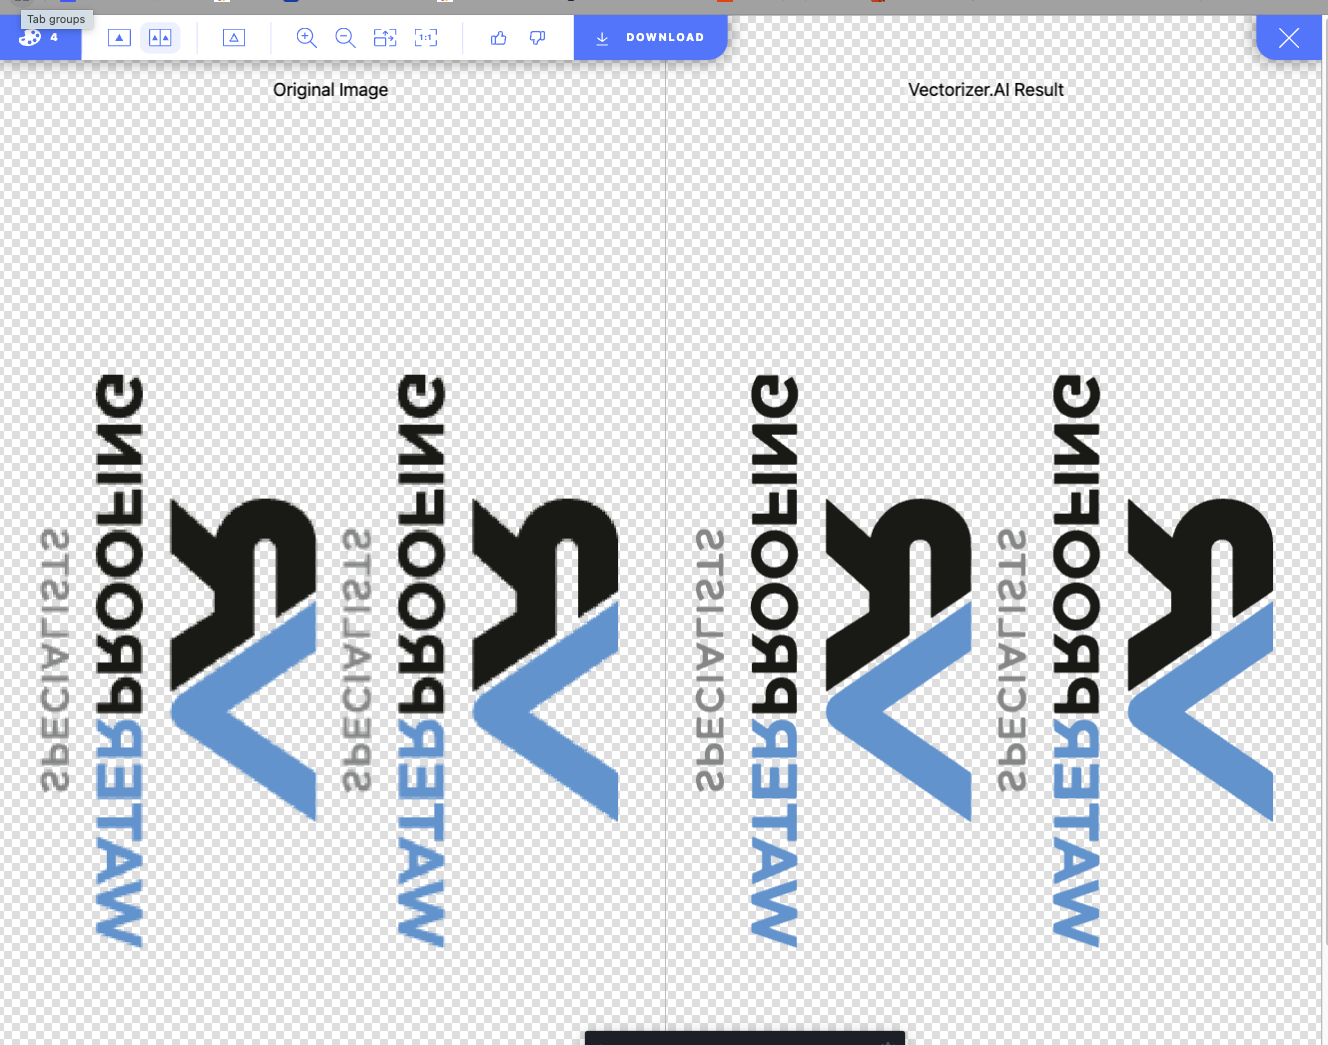 Tab groups
4
1:1
DOWNLOAD
Original Image
Vectorizer.AI Result
SPECIALISTS
WATERPROOFING
SPECIALISTS
WATERPROOFING
SPECIALISTS
WATERPROOFING
SPECIALISTS
WATERPROOFING